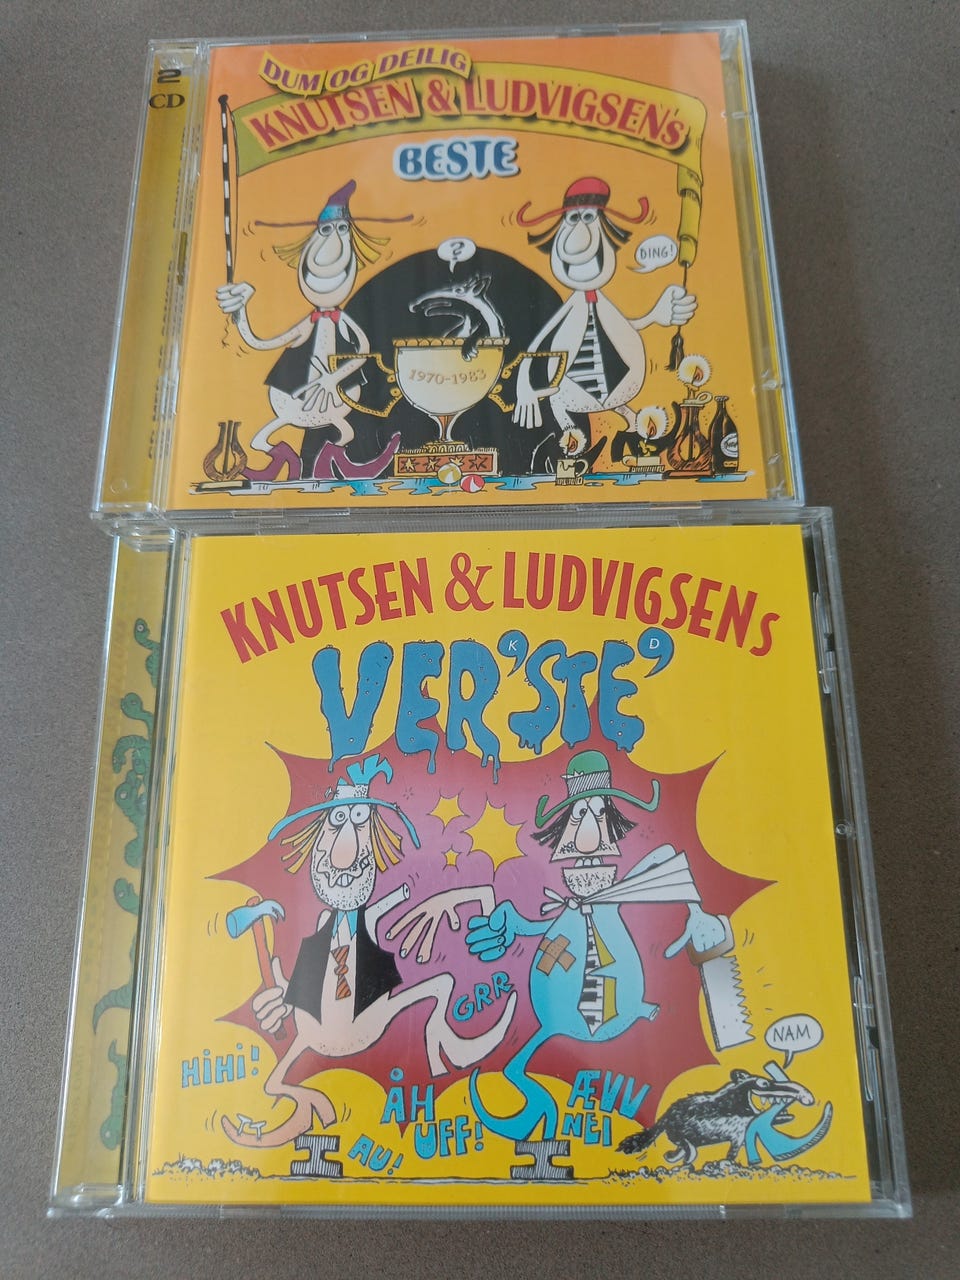 2
CD
DUM OG DEILIG
KNUTSEN & LUDVIGSENS
BESTE
?
DING!
1970-1983
KNUTSEN & LUDVIGSENS
VER'STE'
K D
GRR
HiHi!
ÅH
UFF!
AU!
ÆVV
NEI
NAM